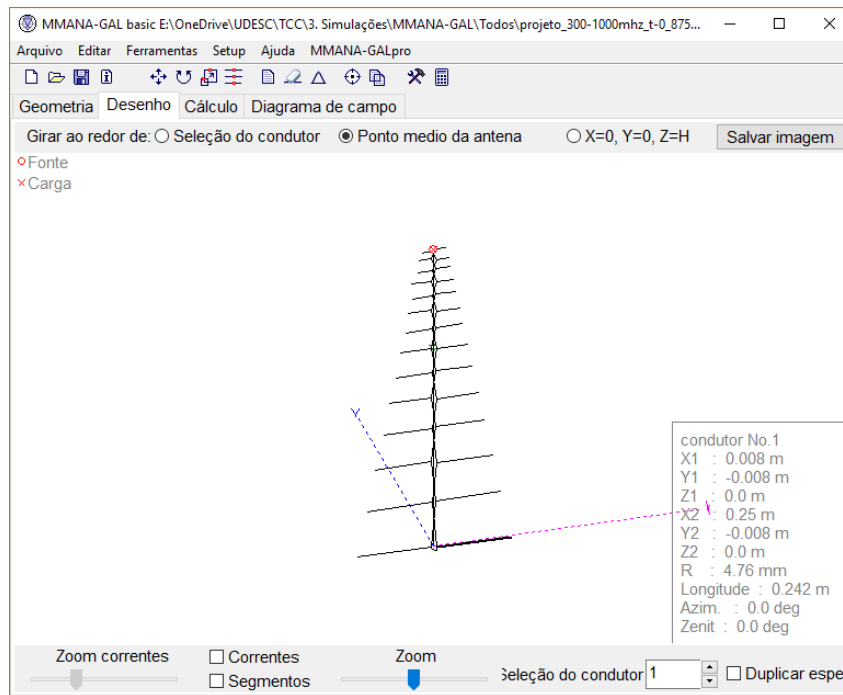 MMANA-GAL basic E:\OneDrive\UDESC\TCC\3. Simulações\MMANA-GAL\Todos\projeto_300-1000mhz_t-0_875...
Arquivo Editar Ferramentas Setup Ajuda MMANA-GALpro
Geometria Desenho Cálculo Diagrama de campo
Girar ao redor de: Seleção do condutor Ponto medio da antena X=0, Y=0, Z=H Salvar imagem
Fonte
Carga
Y
condutor No.1
X1 : 0.008 m
Y1 : -0.008 m
Z1 : 0.0 m
X2 : 0.25 m
Y2 : -0.008 m
Z2 : 0.0 m
R : 4.76 mm
Longitude : 0.242 m
Azim. : 0.0 deg
Zenit : 0.0 deg
Zoom correntes Correntes Zoom Seleção do condutor 1 Duplicar espe
Segmentos